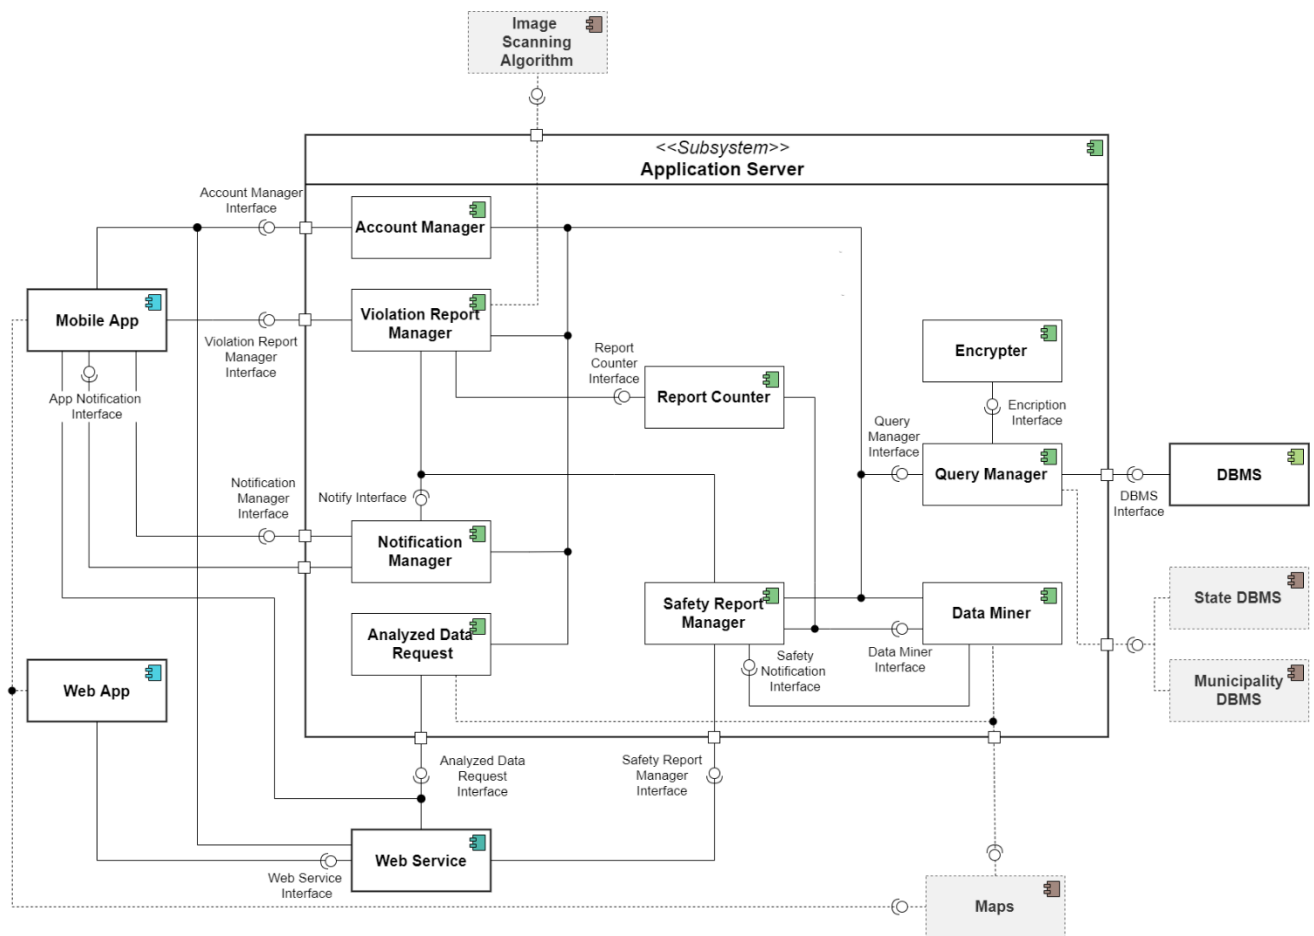 Image
Scanning
Algorithm
<<Subsystem>>
Application Server
Account Manager
Interface
Account Manager
Mobile App
Violation Report
Manager
Violation Report
Manager
Interface
App Notification
Interface
Report
Counter
Interface
Report Counter
Encrypter
Encription
Interface
Query
Manager
Interface
Query Manager
DBMS
Interface
DBMS
Notification
Manager
Interface
Notify Interface
Notification
Manager
Safety Report
Manager
Data Miner
State DBMS
Analyzed Data
Request
Safety
Notification
Interface
Data Miner
Interface
Municipality
DBMS
Web App
Analyzed Data
Request
Interface
Safety Report
Manager
Interface
Web Service
Web Service
Interface
Maps